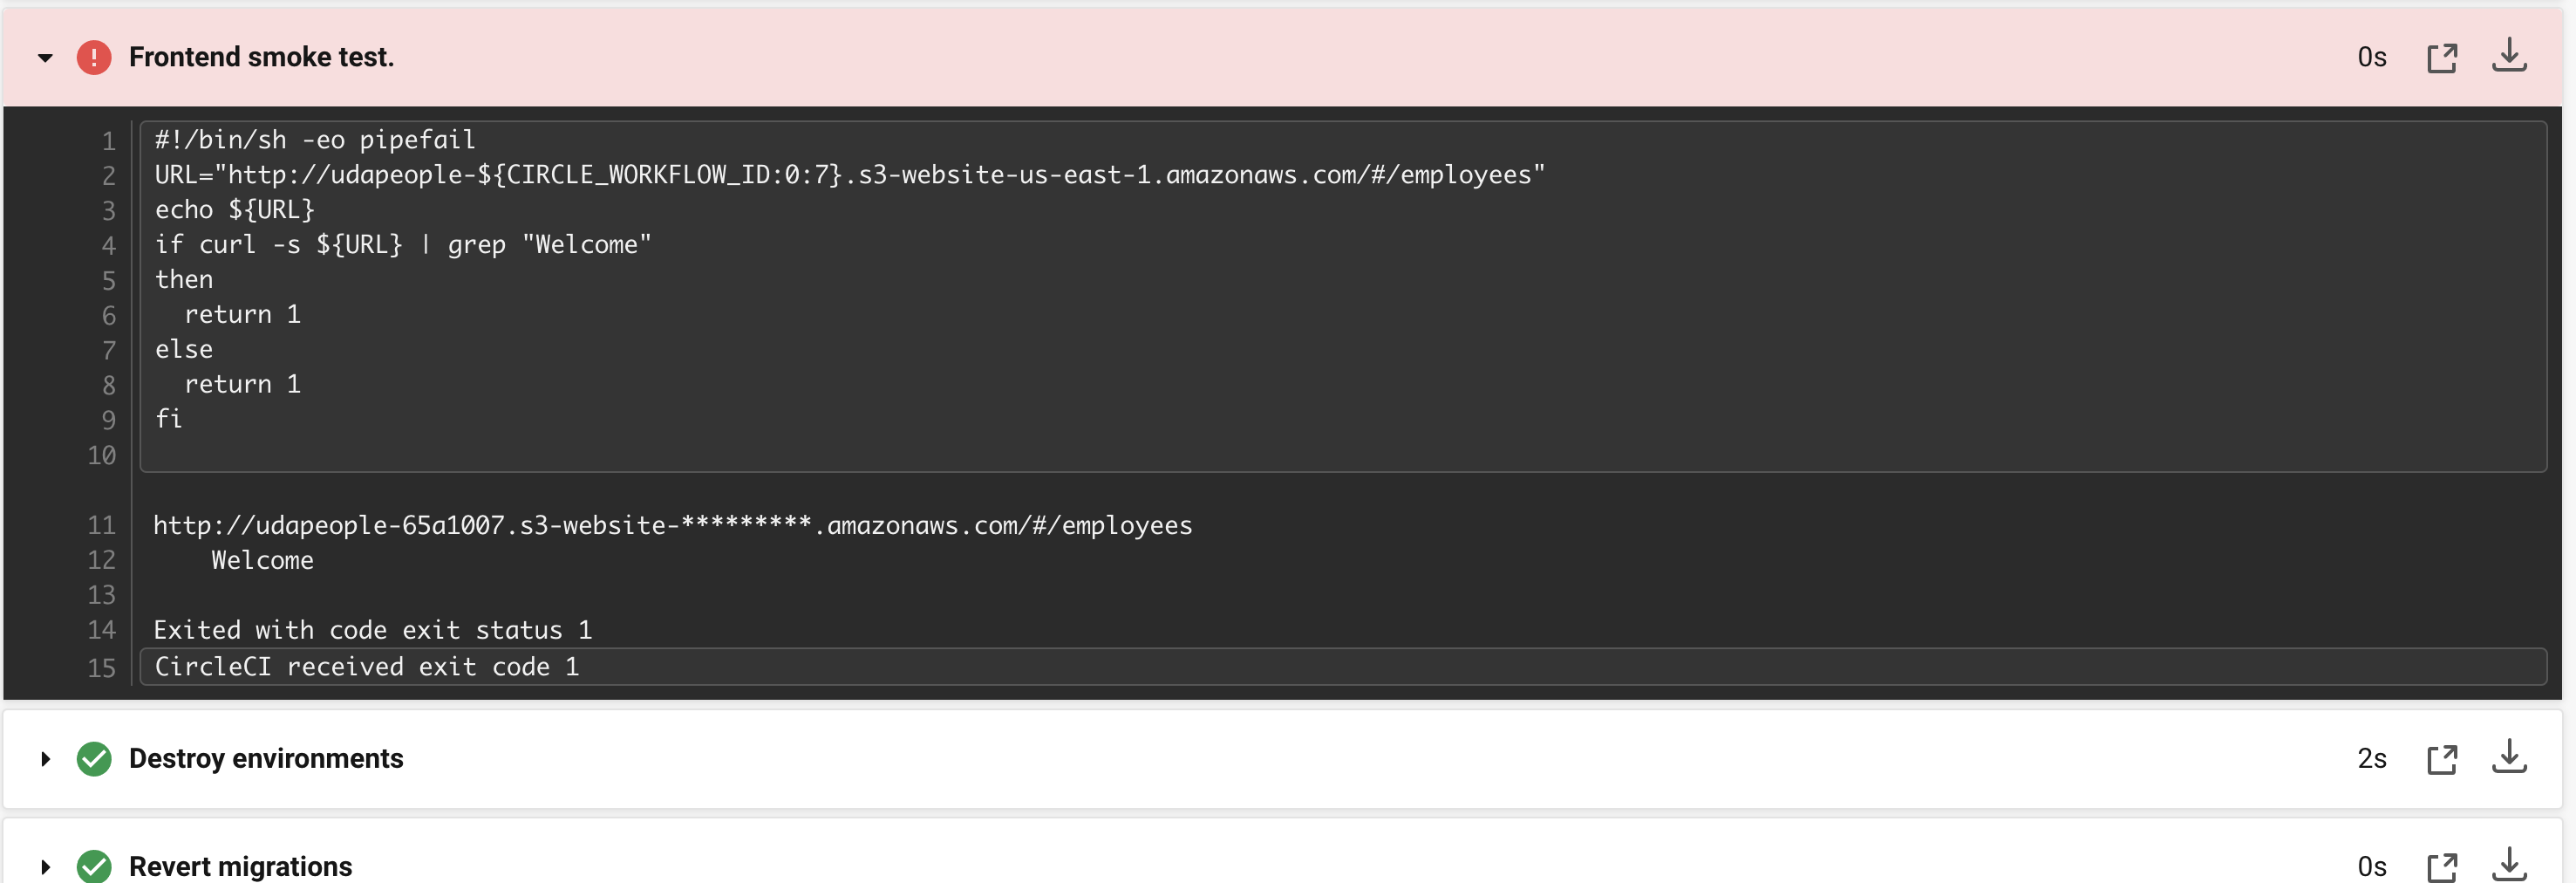 Frontend smoke test.
0s
1 #!/bin/sh -eo pipefail
2 URL="http://udapeople-${CIRCLE_WORKFLOW_ID:0:7}.s3-website-us-east-1.amazonaws.com/#/employees"
3 echo ${URL}
4 if curl -s ${URL} | grep "Welcome"
5 then
6   return 1
7 else
8   return 1
9 fi
10
11 http://udapeople-65a1007.s3-website-*********.amazonaws.com/#/employees
12     Welcome
13
14 Exited with code exit status 1
15 CircleCI received exit code 1
Destroy environments
2s
Revert migrations
0s